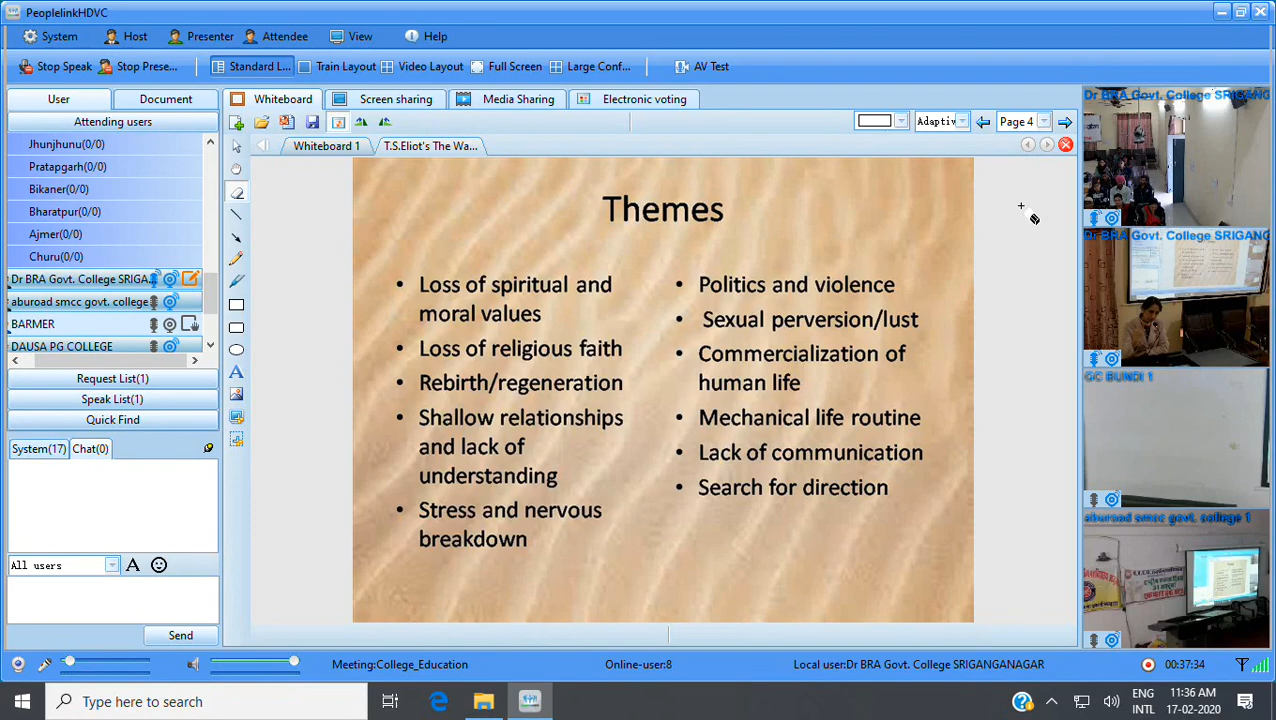 PeoplelinkHDVC
System Host Presenter Attendee View Help
Stop Speak Stop Prese... Standard L... Train Layout Video Layout Full Screen Large Conf... AV Test
User Document Whiteboard Screen sharing Media Sharing Electronic voting
Attending users
Adaptiv Page 4
Whiteboard 1 T.S.Eliot's The Wa...
Jhunjhunu(0/0)
Pratapgarh(0/0)
Bikaner(0/0)
Bharatpur(0/0)
Ajmer(0/0)
Churu(0/0)
Dr BRA Govt. College SRIGA...
aburoad smcc govt. college
BARMER
DAUSA PG COLLEGE
Request List(1)
Speak List(1)
Quick Find
System(17) Chat(0)
All users
Send
Themes
• Loss of spiritual and
moral values
• Loss of religious faith
• Rebirth/regeneration
• Shallow relationships
and lack of
understanding
• Stress and nervous
breakdown
• Politics and violence
• Sexual perversion/lust
• Commercialization of
human life
• Mechanical life routine
• Lack of communication
• Search for direction
Dr BRA Govt. College SRIGANG
Dr BRA Govt. College SRIGANG
GC BUNDI 1
aburoad smcc govt. college 1
Meeting:College_Education Online-user:8 Local user:Dr BRA Govt. College SRIGANGANAGAR 00:37:34
Type here to search
ENG
INTL
11:36 AM
17-02-2020